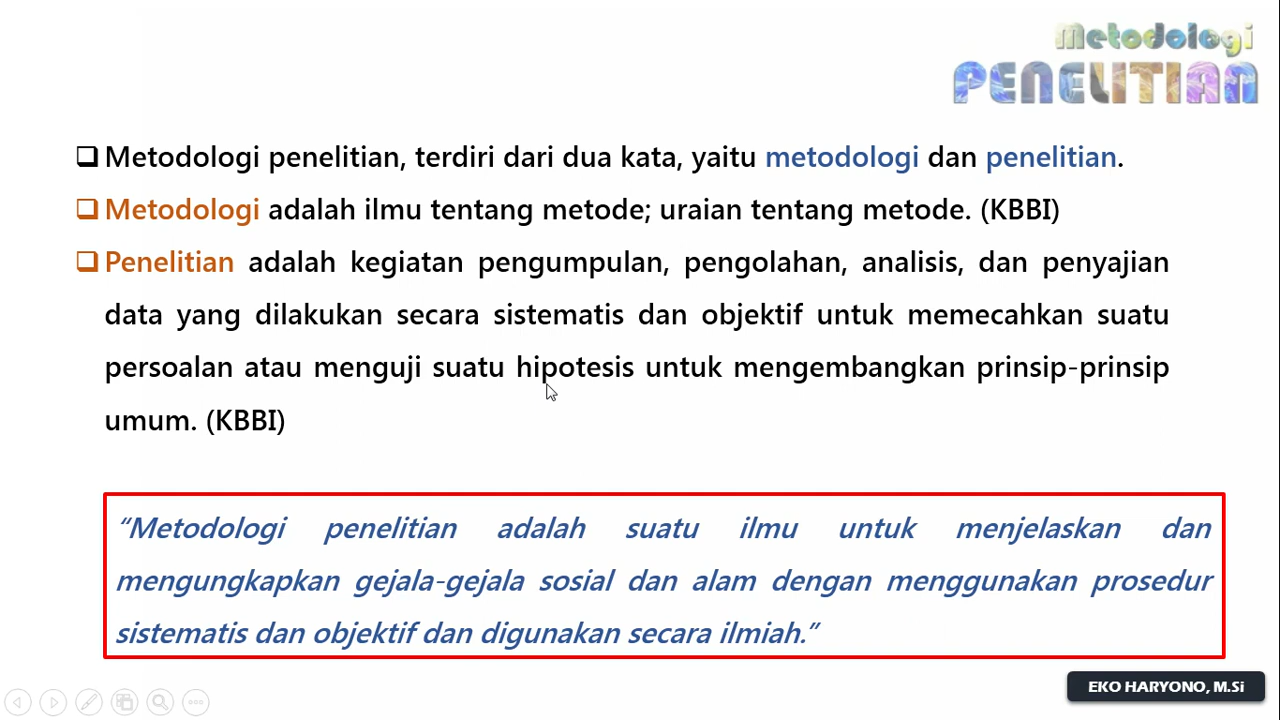 Metodologi
PENELITIAN
Metodologi penelitian, terdiri dari dua kata, yaitu metodologi dan penelitian.
Metodologi adalah ilmu tentang metode; uraian tentang metode. (KBBI)
Penelitian adalah kegiatan pengumpulan, pengolahan, analisis, dan penyajian
data yang dilakukan secara sistematis dan objektif untuk memecahkan suatu
persoalan atau menguji suatu hipotesis untuk mengembangkan prinsip-prinsip
umum. (KBBI)
“Metodologi penelitian adalah suatu ilmu untuk menjelaskan dan
mengungkapkan gejala-gejala sosial dan alam dengan menggunakan prosedur
sistematis dan objektif dan digunakan secara ilmiah.”
EKO HARYONO, M.Si